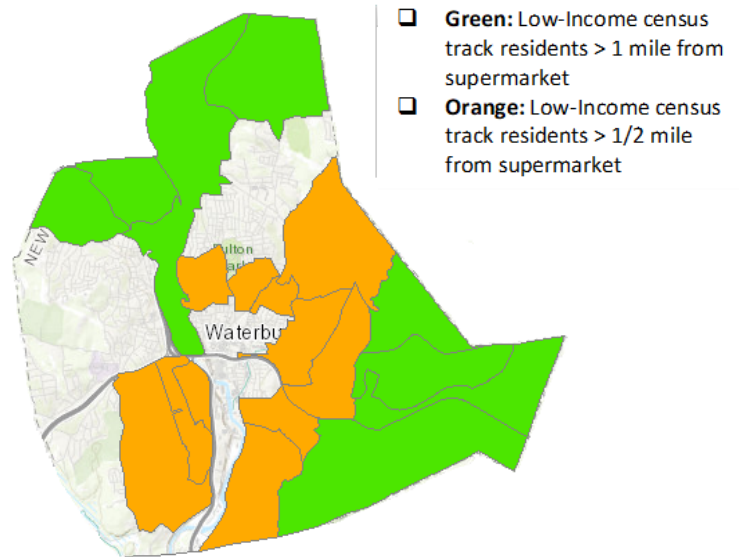 Green: Low-Income census
track residents > 1 mile from
supermarket
Orange: Low-Income census
track residents > 1/2 mile
from supermarket
NEW
Waterbu